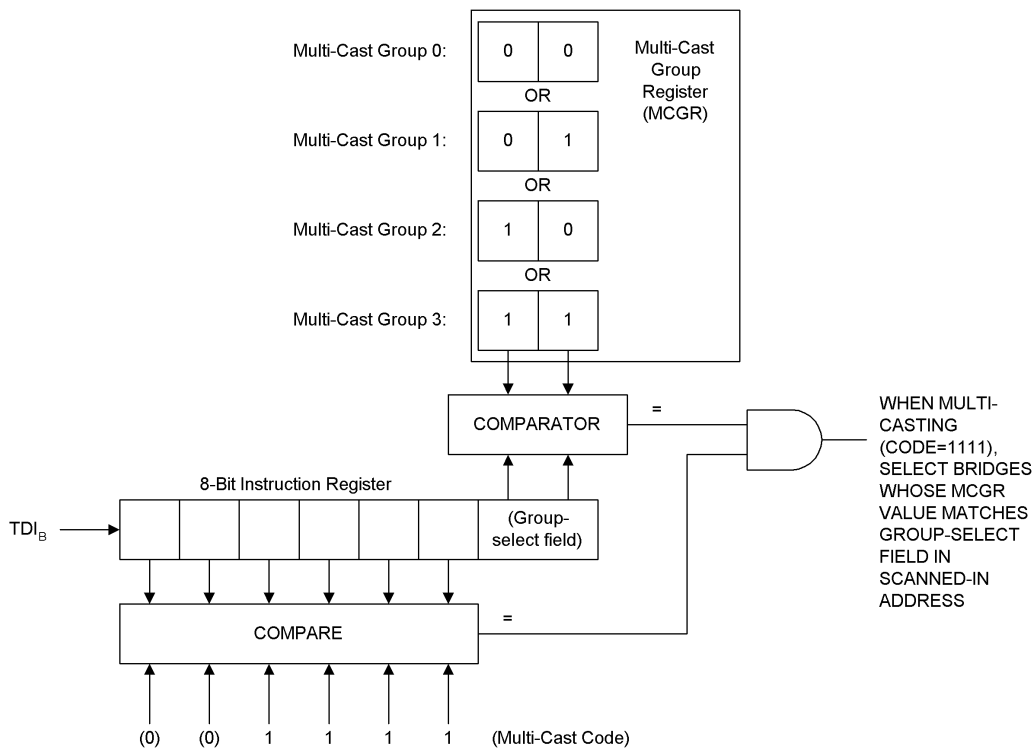 Multi-Cast Group 0: 0 0
Multi-Cast
Group
Register
(MCGR)
OR
Multi-Cast Group 1: 0 1
OR
Multi-Cast Group 2: 1 0
OR
Multi-Cast Group 3: 1 1
COMPARATOR
=
WHEN MULTI-
CASTING
(CODE=1111),
SELECT BRIDGES
WHOSE MCGR
VALUE MATCHES
GROUP-SELECT
FIELD IN
SCANNED-IN
ADDRESS
8-Bit Instruction Register
TDIB
(Group-
select field)
COMPARE
=
(0) (0) 1 1 1 1 (Multi-Cast Code)